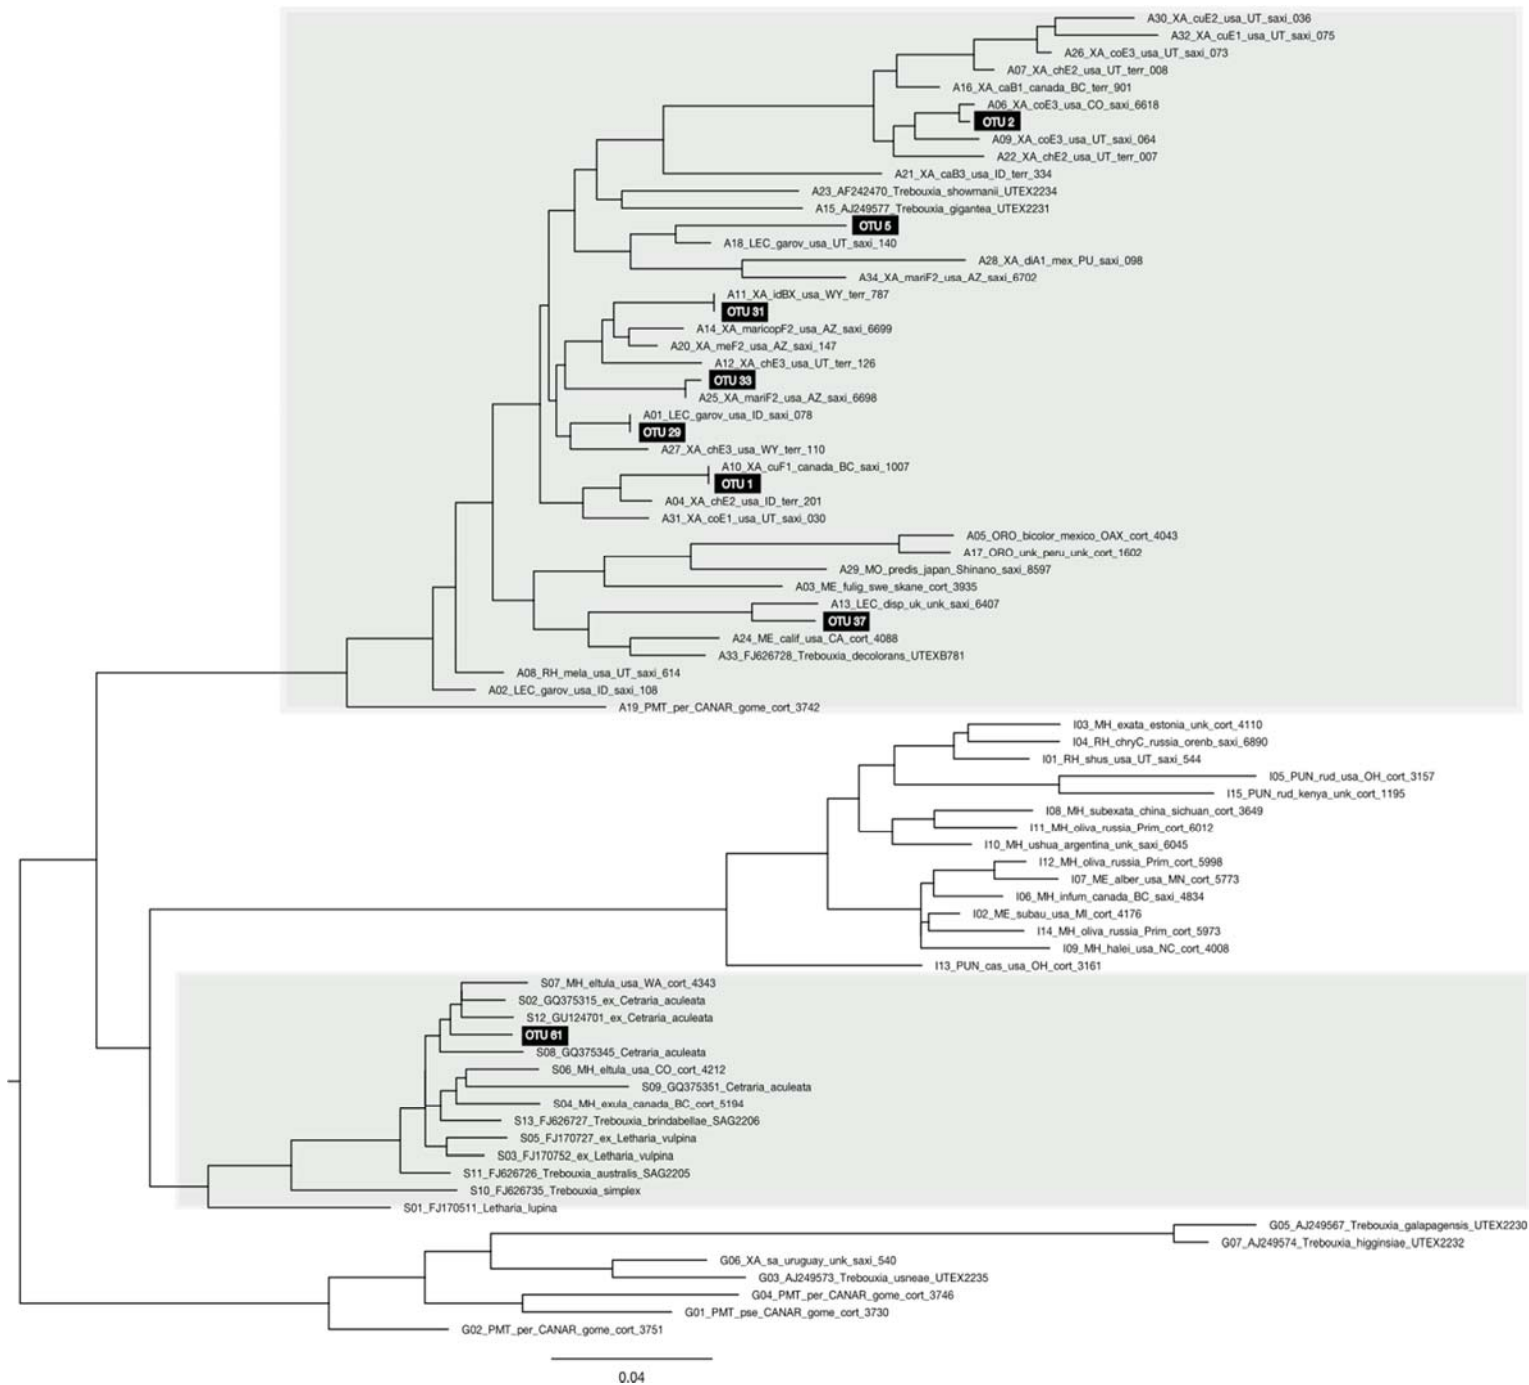 A30_XA_cuE2_usa_UT_saxi_036
A32_XA_cuE1_usa_UT_saxi_075
A26_XA_coE3_usa_UT_saxi_073
A07_XA_chE2_usa_UT_terr_008
A16_XA_caB1_canada_BC_terr_901
A06_XA_coE3_usa_CO_saxi_6618
OTU 2
A09_XA_coE3_usa_UT_saxi_064
A22_XA_chE2_usa_UT_terr_007
A21_XA_caB3_usa_ID_terr_334
A23_AF242470_Trebouxia_showmanii_UTEX2234
A15_AJ249577_Trebouxia_gigantea_UTEX2231
OTU 5
A18_LEC_garov_usa_UT_saxi_140
A28_XA_diA1_mex_PU_saxi_098
A34_XA_mariF2_usa_AZ_saxi_6702
A11_XA_idBX_usa_WY_terr_787
OTU 31
A14_XA_maricopF2_usa_AZ_saxi_6699
A20_XA_meF2_usa_AZ_saxi_147
A12_XA_chE3_usa_UT_terr_126
OTU 33
A25_XA_mariF2_usa_AZ_saxi_6698
A01_LEC_garov_usa_ID_saxi_078
OTU 29
A27_XA_chE3_usa_WY_terr_110
A10_XA_cuF1_canada_BC_saxi_1007
OTU 1
A04_XA_chE2_usa_ID_terr_201
A31_XA_coE1_usa_UT_saxi_030
A05_ORO_bicolor_mexico_OAX_cort_4043
A17_ORO_unk_peru_unk_cort_1602
A29_MO_predis_japan_Shinano_saxi_8597
A03_ME_fulig_swe_skane_cort_3935
A13_LEC_disp_uk_unk_saxi_6407
OTU 37
A24_ME_calif_usa_CA_cort_4088
A33_FJ626728_Trebouxia_decolorans_UTEXB781
A08_RH_mela_usa_UT_saxi_614
A02_LEC_garov_usa_ID_saxi_108
A19_PMT_per_CANAR_gome_cort_3742
I03_MH_exata_estonia_unk_cort_4110
I04_RH_chryC_russia_orenb_saxi_6890
I01_RH_shus_usa_UT_saxi_544
I05_PUN_rud_usa_OH_cort_3157
I15_PUN_rud_kenya_unk_cort_1195
I08_MH_subexata_china_sichuan_cort_3649
I11_MH_oliva_russia_Prim_cort_6012
I10_MH_ushua_argentina_unk_saxi_6045
I12_MH_oliva_russia_Prim_cort_5998
I07_ME_alber_usa_MN_cort_5773
I06_MH_infum_canada_BC_saxi_4834
I02_ME_subau_usa_MI_cort_4176
I14_MH_oliva_russia_Prim_cort_5973
I09_MH_halei_usa_NC_cort_4008
I13_PUN_cas_usa_OH_cort_3161
S07_MH_eltula_usa_WA_cort_4343
S02_GQ375315_ex_Cetraria_aculeata
S12_GU124701_ex_Cetraria_aculeata
OTU 61
S08_GQ375345_Cetraria_aculeata
S06_MH_eltula_usa_CO_cort_4212
S09_GQ375351_Cetraria_aculeata
S04_MH_exula_canada_BC_cort_5194
S13_FJ626727_Trebouxia_brindabellae_SAG2206
S05_FJ170727_ex_Letharia_vulpina
S03_FJ170752_ex_Letharia_vulpina
S11_FJ626726_Trebouxia_australis_SAG2205
S10_FJ626735_Trebouxia_simplex
S01_FJ170511_Letharia_lupina
G05_AJ249567_Trebouxia_galapagensis_UTEX2230
G07_AJ249574_Trebouxia_higginsiae_UTEX2232
G06_XA_sa_uruguay_unk_saxi_540
G03_AJ249573_Trebouxia_usneae_UTEX2235
G04_PMT_per_CANAR_gome_cort_3746
G01_PMT_pse_CANAR_gome_cort_3730
G02_PMT_per_CANAR_gome_cort_3751
0.04